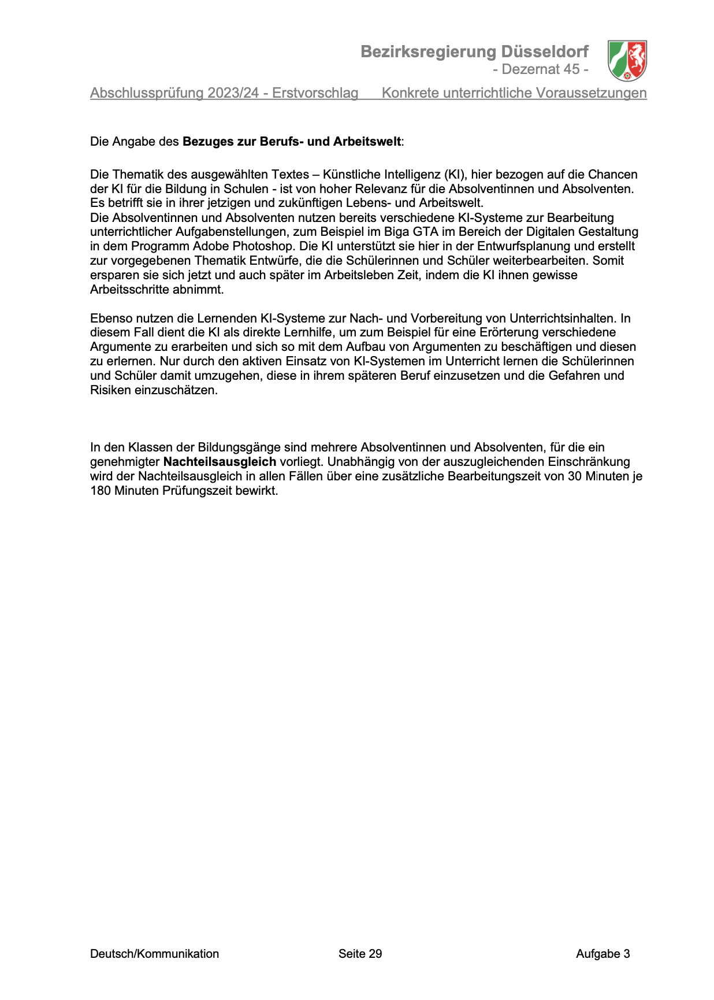 Bezirksregierung Düsseldorf
- Dezernat 45 -
Abschlussprüfung 2023/24 - Erstvorschlag Konkrete unterrichtliche Voraussetzungen
Die Angabe des Bezuges zur Berufs- und Arbeitswelt:
Die Thematik des ausgewählten Textes – Künstliche Intelligenz (KI), hier bezogen auf die Chancen
der KI für die Bildung in Schulen - ist von hoher Relevanz für die Absolventinnen und Absolventen.
Es betrifft sie in ihrer jetzigen und zukünftigen Lebens- und Arbeitswelt.
Die Absolventinnen und Absolventen nutzen bereits verschiedene KI-Systeme zur Bearbeitung
unterrichtlicher Aufgabenstellungen, zum Beispiel im Biga GTA im Bereich der Digitalen Gestaltung
in dem Programm Adobe Photoshop. Die KI unterstützt sie hier in der Entwurfsplanung und erstellt
zur vorgegebenen Thematik Entwürfe, die die Schülerinnen und Schüler weiterbearbeiten. Somit
ersparen sie sich jetzt und auch später im Arbeitsleben Zeit, indem die KI ihnen gewisse
Arbeitsschritte abnimmt.
Ebenso nutzen die Lernenden KI-Systeme zur Nach- und Vorbereitung von Unterrichtsinhalten. In
diesem Fall dient die KI als direkte Lernhilfe, um zum Beispiel für eine Erörterung verschiedene
Argumente zu erarbeiten und sich so mit dem Aufbau von Argumenten zu beschäftigen und diesen
zu erlernen. Nur durch den aktiven Einsatz von KI-Systemen im Unterricht lernen die Schülerinnen
und Schüler damit umzugehen, diese in ihrem späteren Beruf einzusetzen und die Gefahren und
Risiken einzuschätzen.
In den Klassen der Bildungsgänge sind mehrere Absolventinnen und Absolventen, für die ein
genehmigter Nachteilsausgleich vorliegt. Unabhängig von der auszugleichenden Einschränkung
wird der Nachteilsausgleich in allen Fällen über eine zusätzliche Bearbeitungszeit von 30 Minuten je
180 Minuten Prüfungszeit bewirkt.
Deutsch/Kommunikation Seite 29 Aufgabe 3